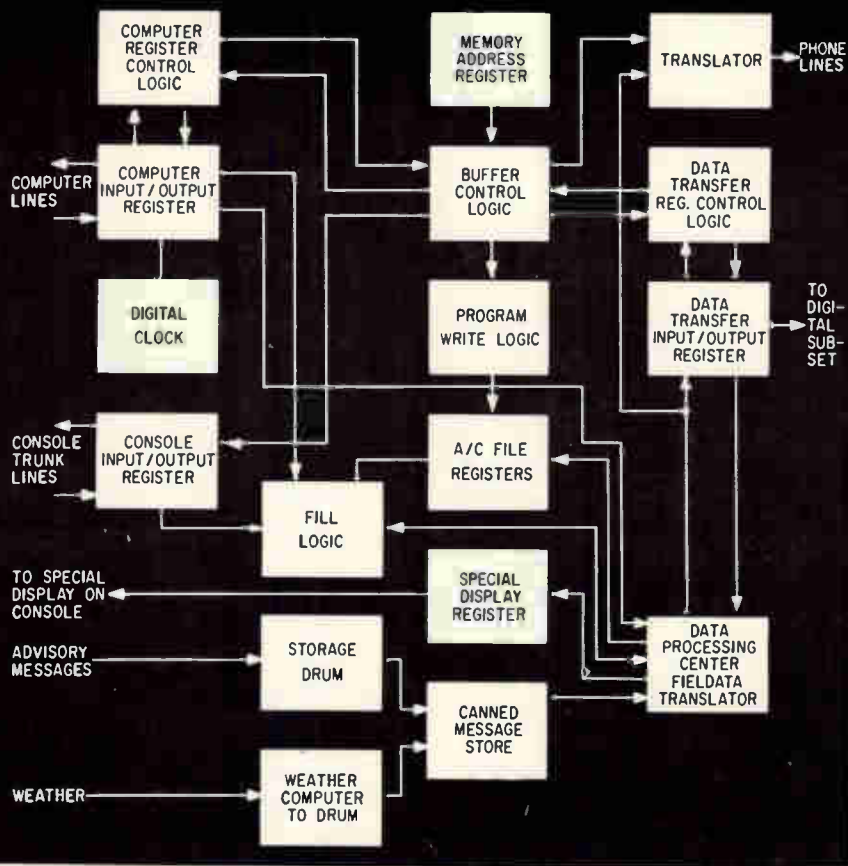 COMPUTER
REGISTER
CONTROL
LOGIC
MEMORY
ADDRESS
REGISTER
TRANSLATOR
PHONE
LINES
COMPUTER
LINES
COMPUTER
INPUT/OUTPUT
REGISTER
BUFFER
CONTROL
LOGIC
DATA
TRANSFER
REG. CONTROL
LOGIC
DIGITAL
CLOCK
PROGRAM
WRITE LOGIC
DATA
TRANSFER
INPUT/OUTPUT
REGISTER
TO
DIGI-
TAL
SUB-
SET
CONSOLE
TRUNK
LINES
CONSOLE
INPUT/OUTPUT
REGISTER
A/C FILE
REGISTERS
FILL
LOGIC
TO SPECIAL
DISPLAY ON
CONSOLE
SPECIAL
DISPLAY
REGISTER
ADVISORY
MESSAGES
STORAGE
DRUM
DATA
PROCESSING
CENTER
FIELDATA
TRANSLATOR
CANNED
MESSAGE
STORE
WEATHER
WEATHER
COMPUTER
TO DRUM